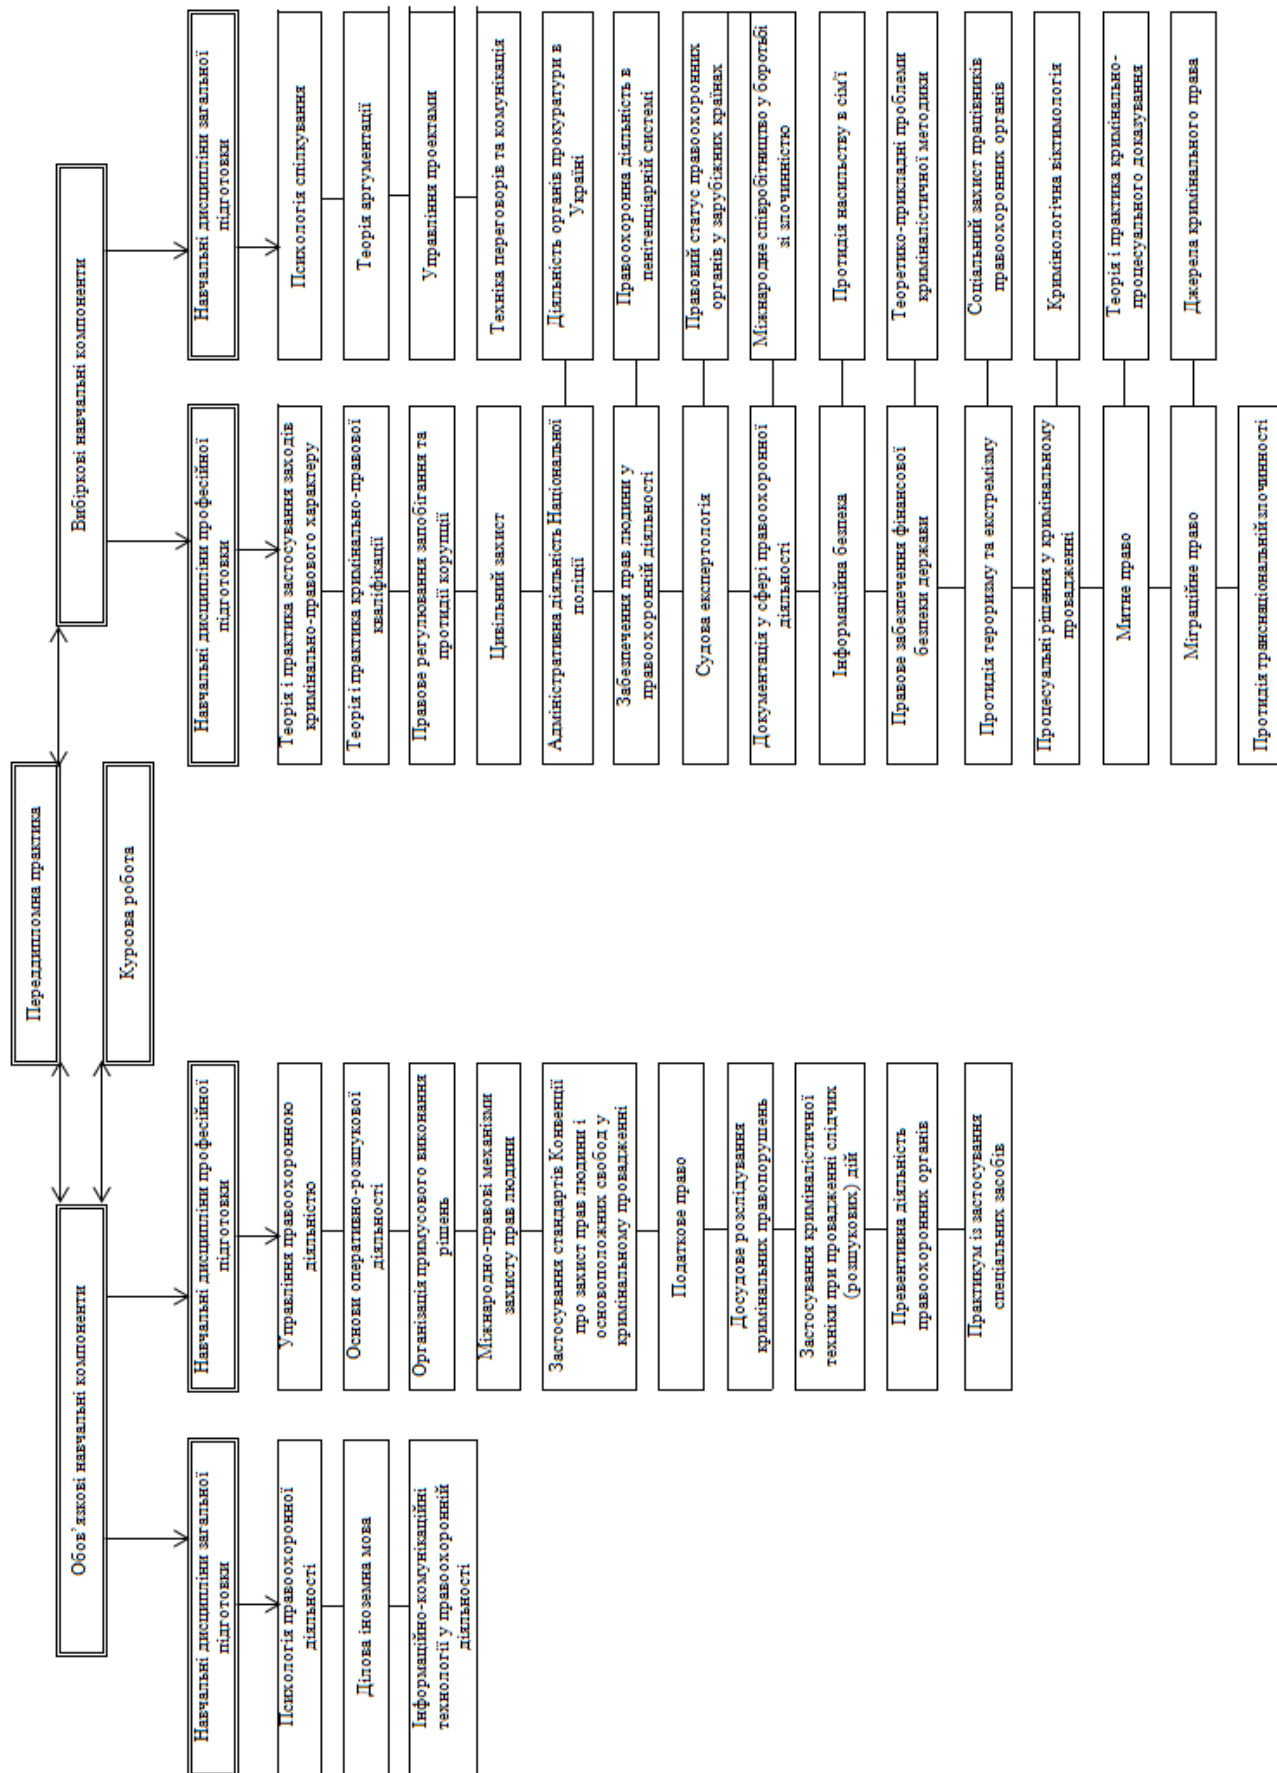 Переддипломна практика
Курсова робота
Обов'язкові навчальні компоненти
Вибіркові навчальні компоненти
Навчальні дисципліни загальної
підготовки
Психологія правоохоронної
діяльності
Ділова іноземна мова
Інформаційно-комунікаційні
технології у правоохоронній
діяльності
Навчальні дисципліни професійної
підготовки
Управління правоохоронною
діяльністю
Основи оперативно-розшукової
діяльності
Організація примусового виконання
рішень
Міжнародно-правові механізми
захисту прав людини
Застосування стандартів Конвенції
про захист прав людини і
основоположних свобод у
кримінальному провадженні
Податкове право
Досудове розслідування
кримінальних правопорушень
Застосування криміналістичної
техніки при провадженні слідчих
(розшукових) дій
Превентивна діяльність
правоохоронних органів
Практикум із застосування
спеціальних засобів
Навчальні дисципліни професійної
підготовки
Теорія і практика застосування заходів
кримінально-правового характеру
Теорія і практика кримінально-правової
кваліфікації
Правове регулювання запобігання та
протидії корупції
Цивільний захист
Адміністративна діяльність Національної
поліції
Забезпечення прав людини у
правоохоронній діяльності
Судова експертологія
Документація у сфері правоохоронної
діяльності
Інформаційна безпека
Правове забезпечення фінансової
безпеки держави
Протидія тероризму та екстремізму
Процесуальні рішення у кримінальному
провадженні
Митне право
Міграційне право
Протидія транснаціональній злочинності
Навчальні дисципліни загальної
підготовки
Психологія спілкування
Теорія аргументації
Управління проектами
Техніка переговорів та комунікація
Діяльність органів прокуратури в
Україні
Правоохоронна діяльність в
пенітенціарній системі
Правовий статус правоохоронних
органів у зарубіжних країнах
Міжнародне співробітництво у боротьбі
зі злочинністю
Протидія насильству в сім'ї
Теоретико-прикладні проблеми
криміналістичної методики
Соціальний захист працівників
правоохоронних органів
Кримінологічна віктимологія
Теорія і практика кримінально-
процесуального доказування
Джерела кримінального права